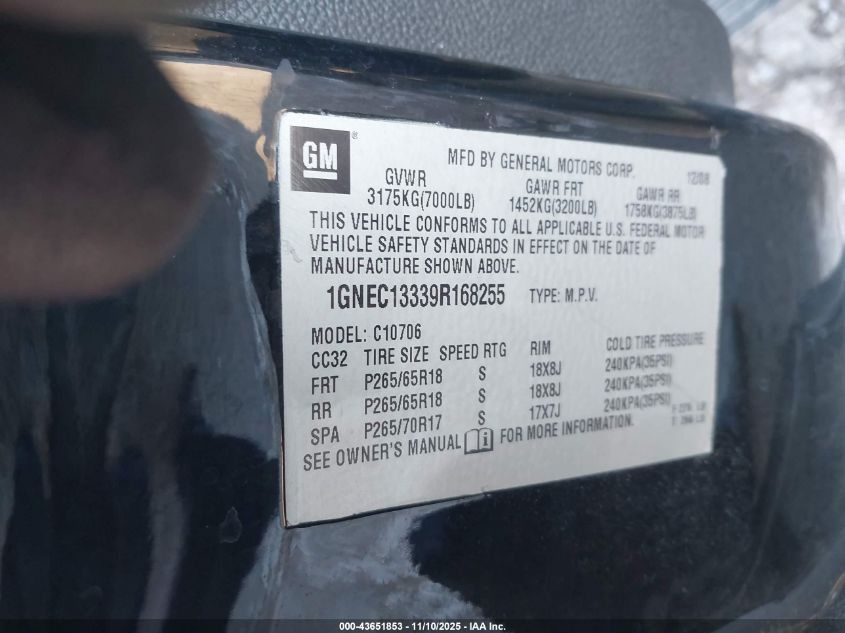 GM
®
MFD BY GENERAL MOTORS CORP. 12/08
GVWR GAWR FRT GAWR RR
3175KG(7000LB) 1452KG(3200LB) 1758KG(3875LB)
THIS VEHICLE CONFORMS TO ALL APPLICABLE U.S. FEDERAL MOTOR
VEHICLE SAFETY STANDARDS IN EFFECT ON THE DATE OF
MANUFACTURE SHOWN ABOVE.
1GNEC13339R168255 TYPE: M.P.V.
MODEL: C10706
CC32 TIRE SIZE SPEED RTG RIM COLD TIRE PRESSURE
FRT P265/65R18 S 18X8J 240KPA(35PSI)
RR P265/65R18 S 18X8J 240KPA(35PSI)
SPA P265/70R17 S 17X7J 240KPA(35PSI)
SEE OWNER'S MANUAL FOR MORE INFORMATION.
000-43651853 - 11/10/2025 - IAA Inc.